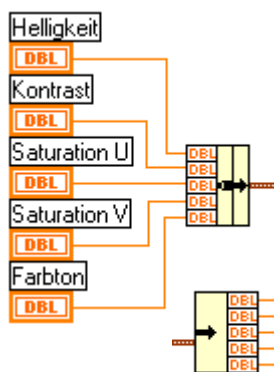 Helligkeit
DBL
Kontrast
DBL
Saturation U
DBL
Saturation V
DBL
Farbton
DBL
DBL
DBL
DBL
DBL
DBL
DBL
DBL
DBL
DBL
DBL